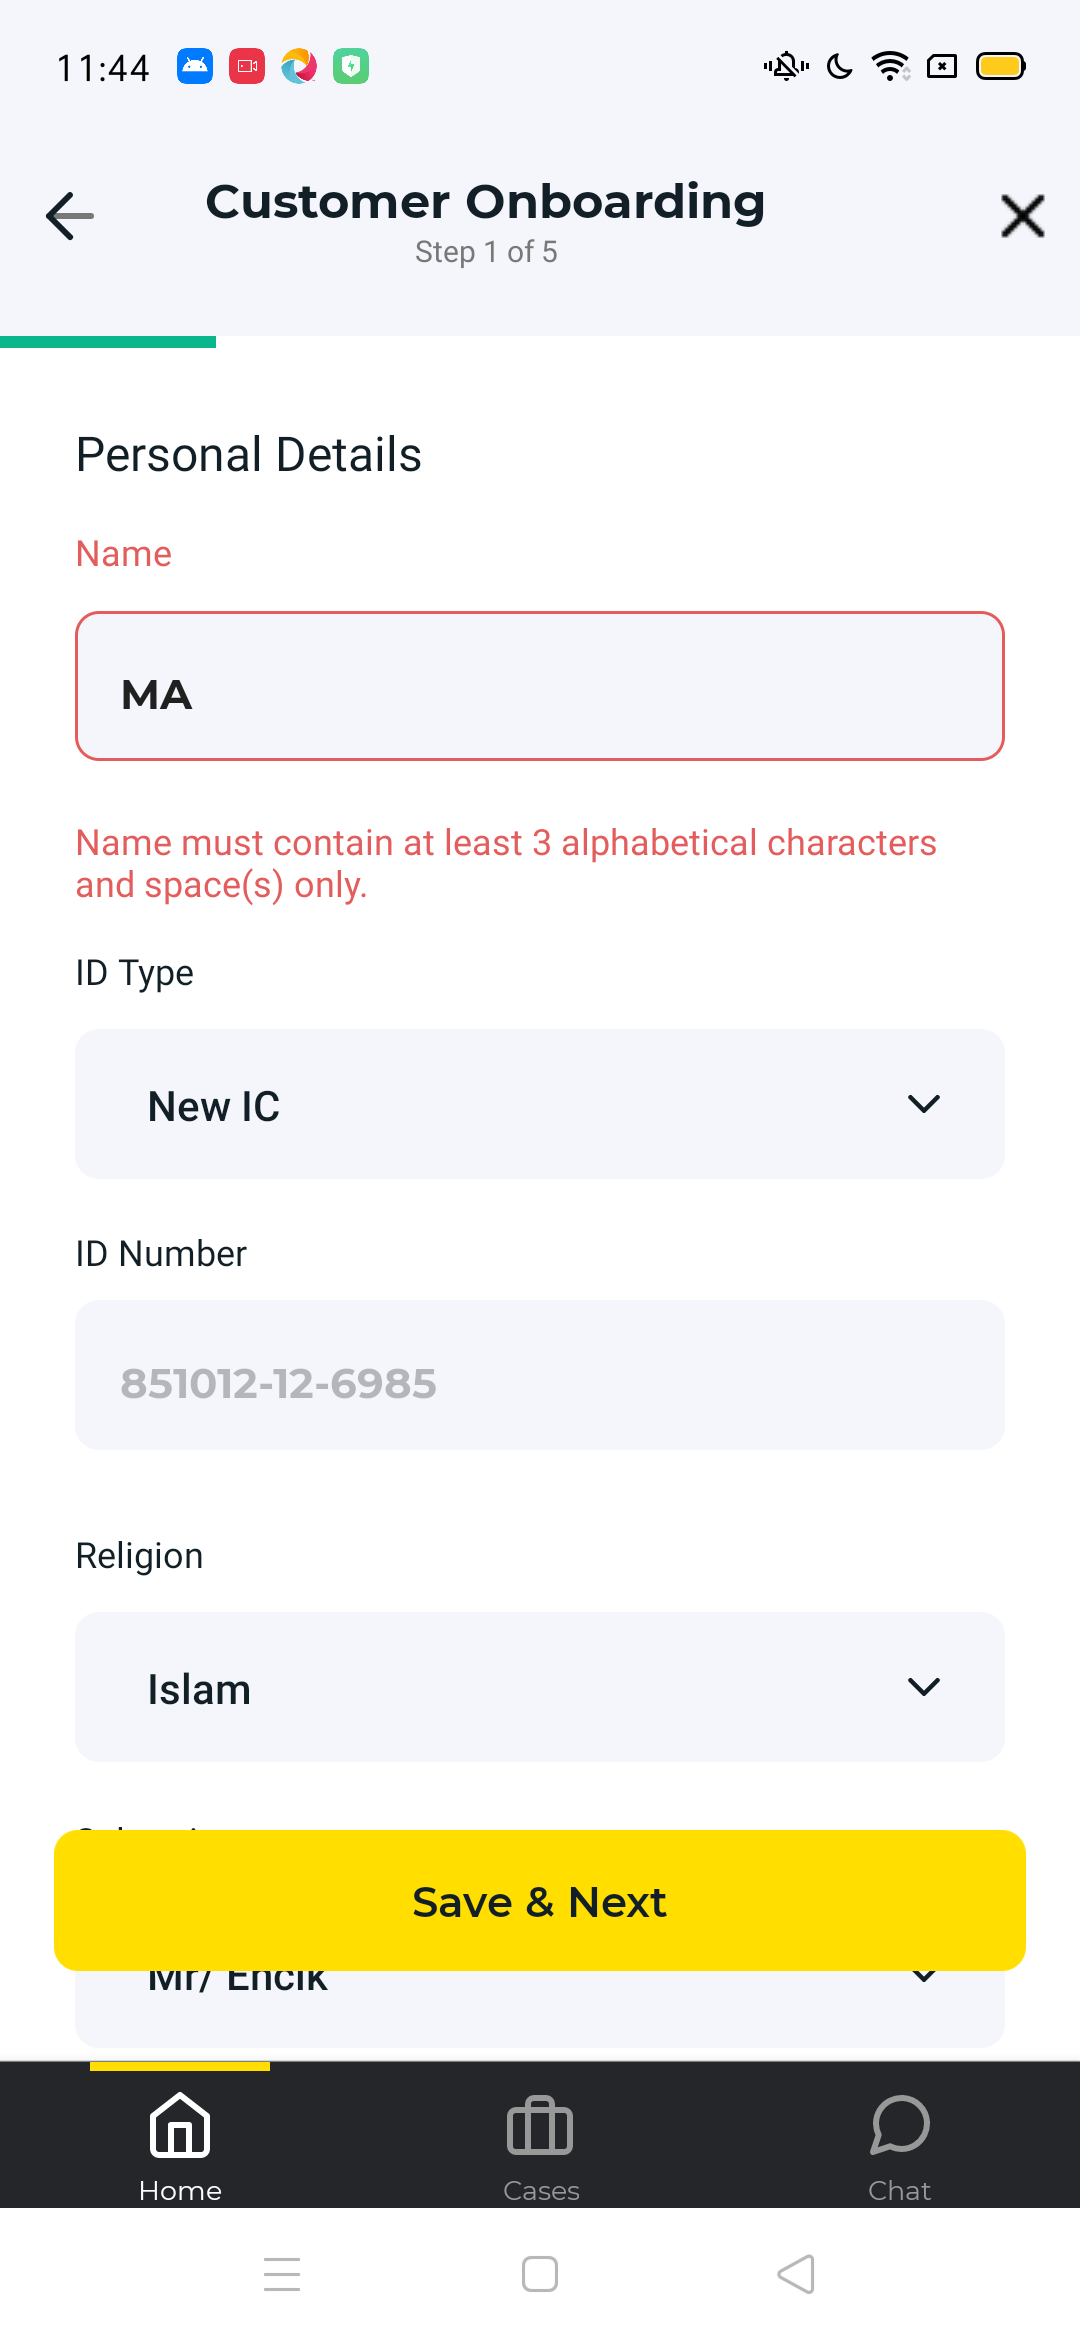 11:44
Customer Onboarding
Step 1 of 5
Personal Details
Name
MA
Name must contain at least 3 alphabetical characters
and space(s) only.
ID Type
New IC
ID Number
851012-12-6985
Religion
Islam
Save & Next
Mr/ Encik
Home
Cases
Chat